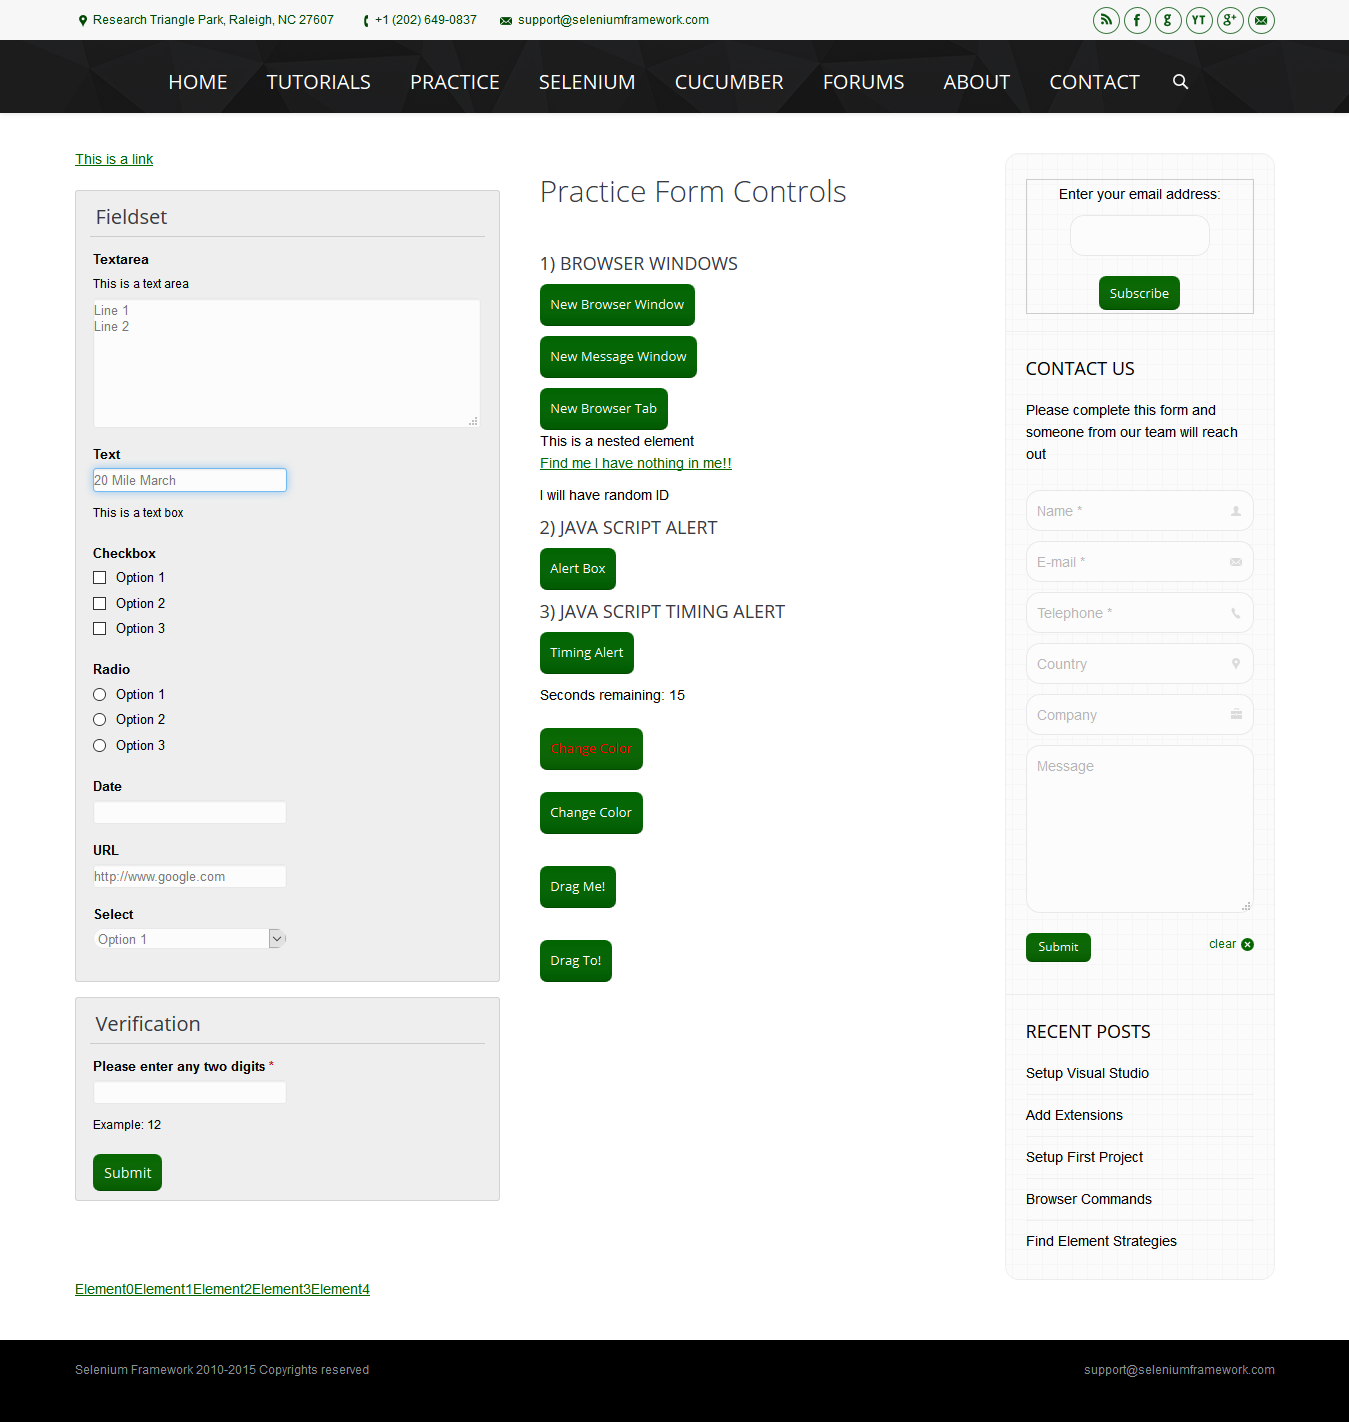 Research Triangle Park, Raleigh, NC 27607 +1 (202) 649-0837 support@seleniumframework.com
f g YT g+
HOME TUTORIALS PRACTICE SELENIUM CUCUMBER FORUMS ABOUT CONTACT
This is a link
Fieldset
Textarea
This is a text area
Line 1
Line 2
Text
20 Mile March
This is a text box
Checkbox
Option 1
Option 2
Option 3
Radio
Option 1
Option 2
Option 3
Date
URL
http://www.google.com
Select
Option 1
Verification
Please enter any two digits *
Example: 12
Submit
Element0Element1Element2Element3Element4
Practice Form Controls
1) BROWSER WINDOWS
New Browser Window
New Message Window
New Browser Tab
This is a nested element
Find me I have nothing in me!!
I will have random ID
2) JAVA SCRIPT ALERT
Alert Box
3) JAVA SCRIPT TIMING ALERT
Timing Alert
Seconds remaining: 15
Change Color
Change Color
Drag Me!
Drag To!
Enter your email address:
Subscribe
CONTACT US
Please complete this form and
someone from our team will reach
out
Name *
E-mail *
Telephone *
Country
Company
Message
Submit
clear
RECENT POSTS
Setup Visual Studio
Add Extensions
Setup First Project
Browser Commands
Find Element Strategies
Selenium Framework 2010-2015 Copyrights reserved
support@seleniumframework.com